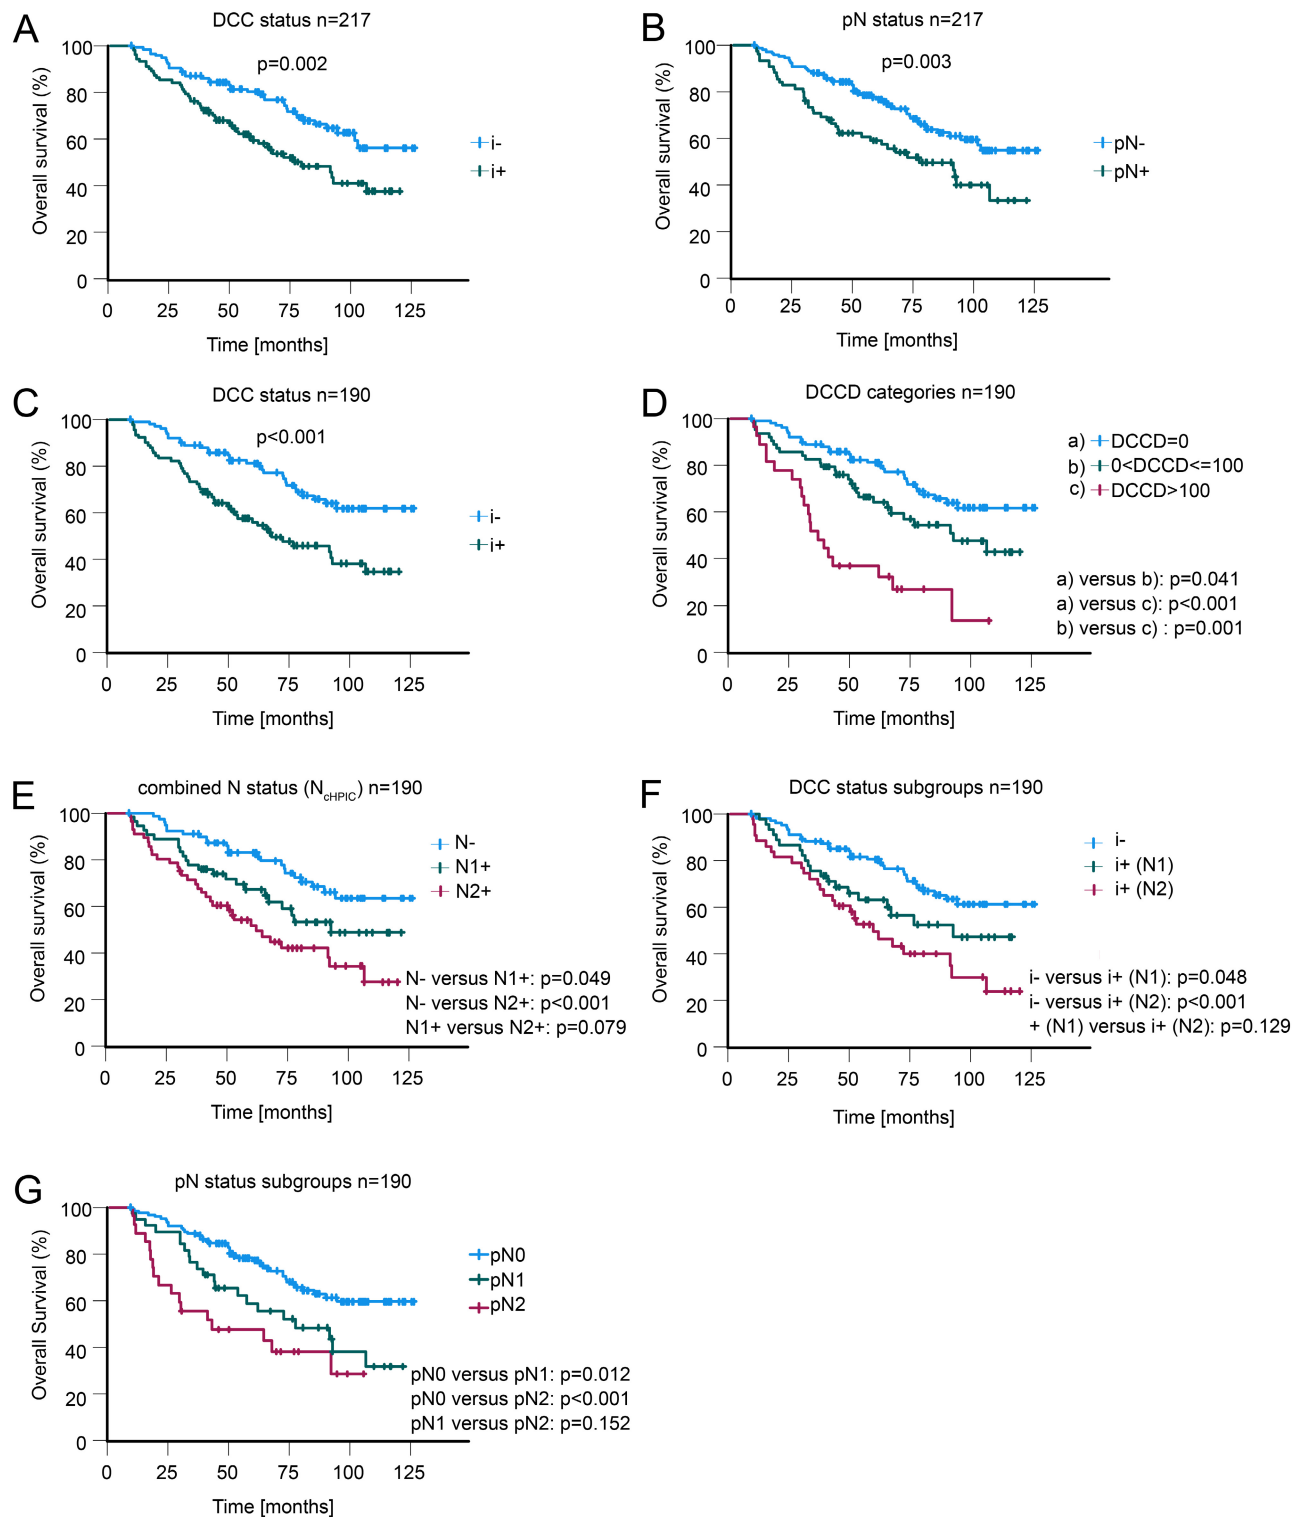 A
DCC status n=217
p=0.002
Overall survival (%)
100
80
60
40
20
0
0 25 50 75 100 125
Time [months]
i-
i+
B
pN status n=217
p=0.003
Overall survival (%)
100
80
60
40
20
0
0 25 50 75 100 125
Time [months]
pN-
pN+
C
DCC status n=190
p<0.001
Overall survival (%)
100
80
60
40
20
0
0 25 50 75 100 125
Time [months]
i-
i+
D
DCCD categories n=190
Overall survival (%)
100
80
60
40
20
0
0 25 50 75 100 125
Time [months]
a) DCCD=0
b) 0<DCCD<=100
c) DCCD>100
a) versus b): p=0.041
a) versus c): p<0.001
b) versus c) : p=0.001
E
combined N status (NcHPIC) n=190
Overall survival (%)
100
80
60
40
20
0
0 25 50 75 100 125
Time [months]
N-
N1+
N2+
N- versus N1+: p=0.049
N- versus N2+: p<0.001
N1+ versus N2+: p=0.079
F
DCC status subgroups n=190
Overall survival (%)
100
80
60
40
20
0
0 25 50 75 100 125
Time [months]
i-
i+ (N1)
i+ (N2)
i- versus i+ (N1): p=0.048
i- versus i+ (N2): p<0.001
+ (N1) versus i+ (N2): p=0.129
G
pN status subgroups n=190
Overall Survival (%)
100
80
60
40
20
0
0 25 50 75 100 125
Time [months]
pN0
pN1
pN2
pN0 versus pN1: p=0.012
pN0 versus pN2: p<0.001
pN1 versus pN2: p=0.152